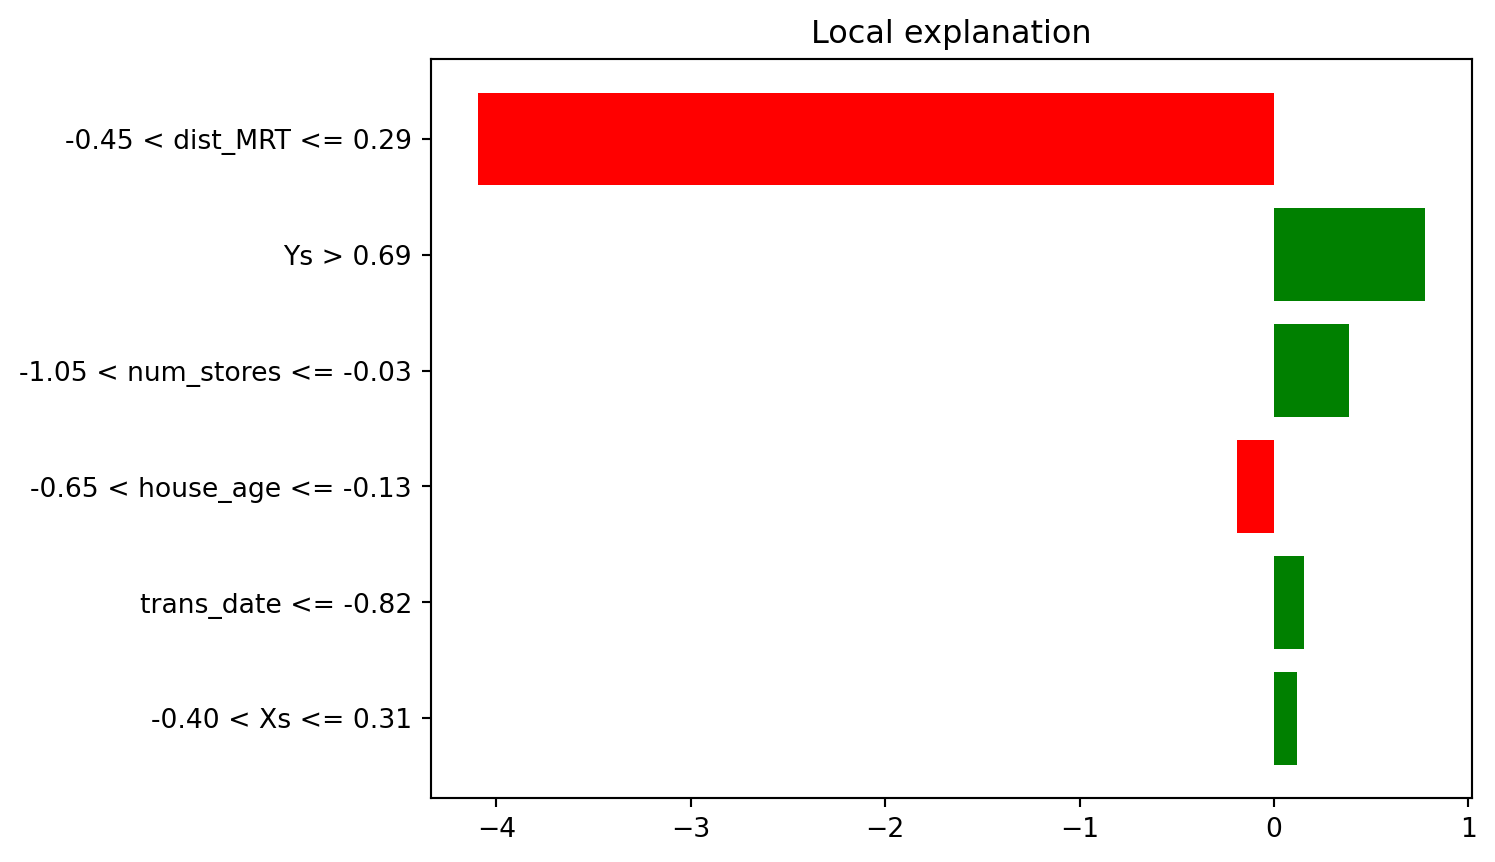 Local explanation
-0.45 < dist_MRT <= 0.29
Ys > 0.69
-1.05 < num_stores <= -0.03
-0.65 < house_age <= -0.13
trans_date <= -0.82
-0.40 < Xs <= 0.31
−4 −3 −2 −1 0 1